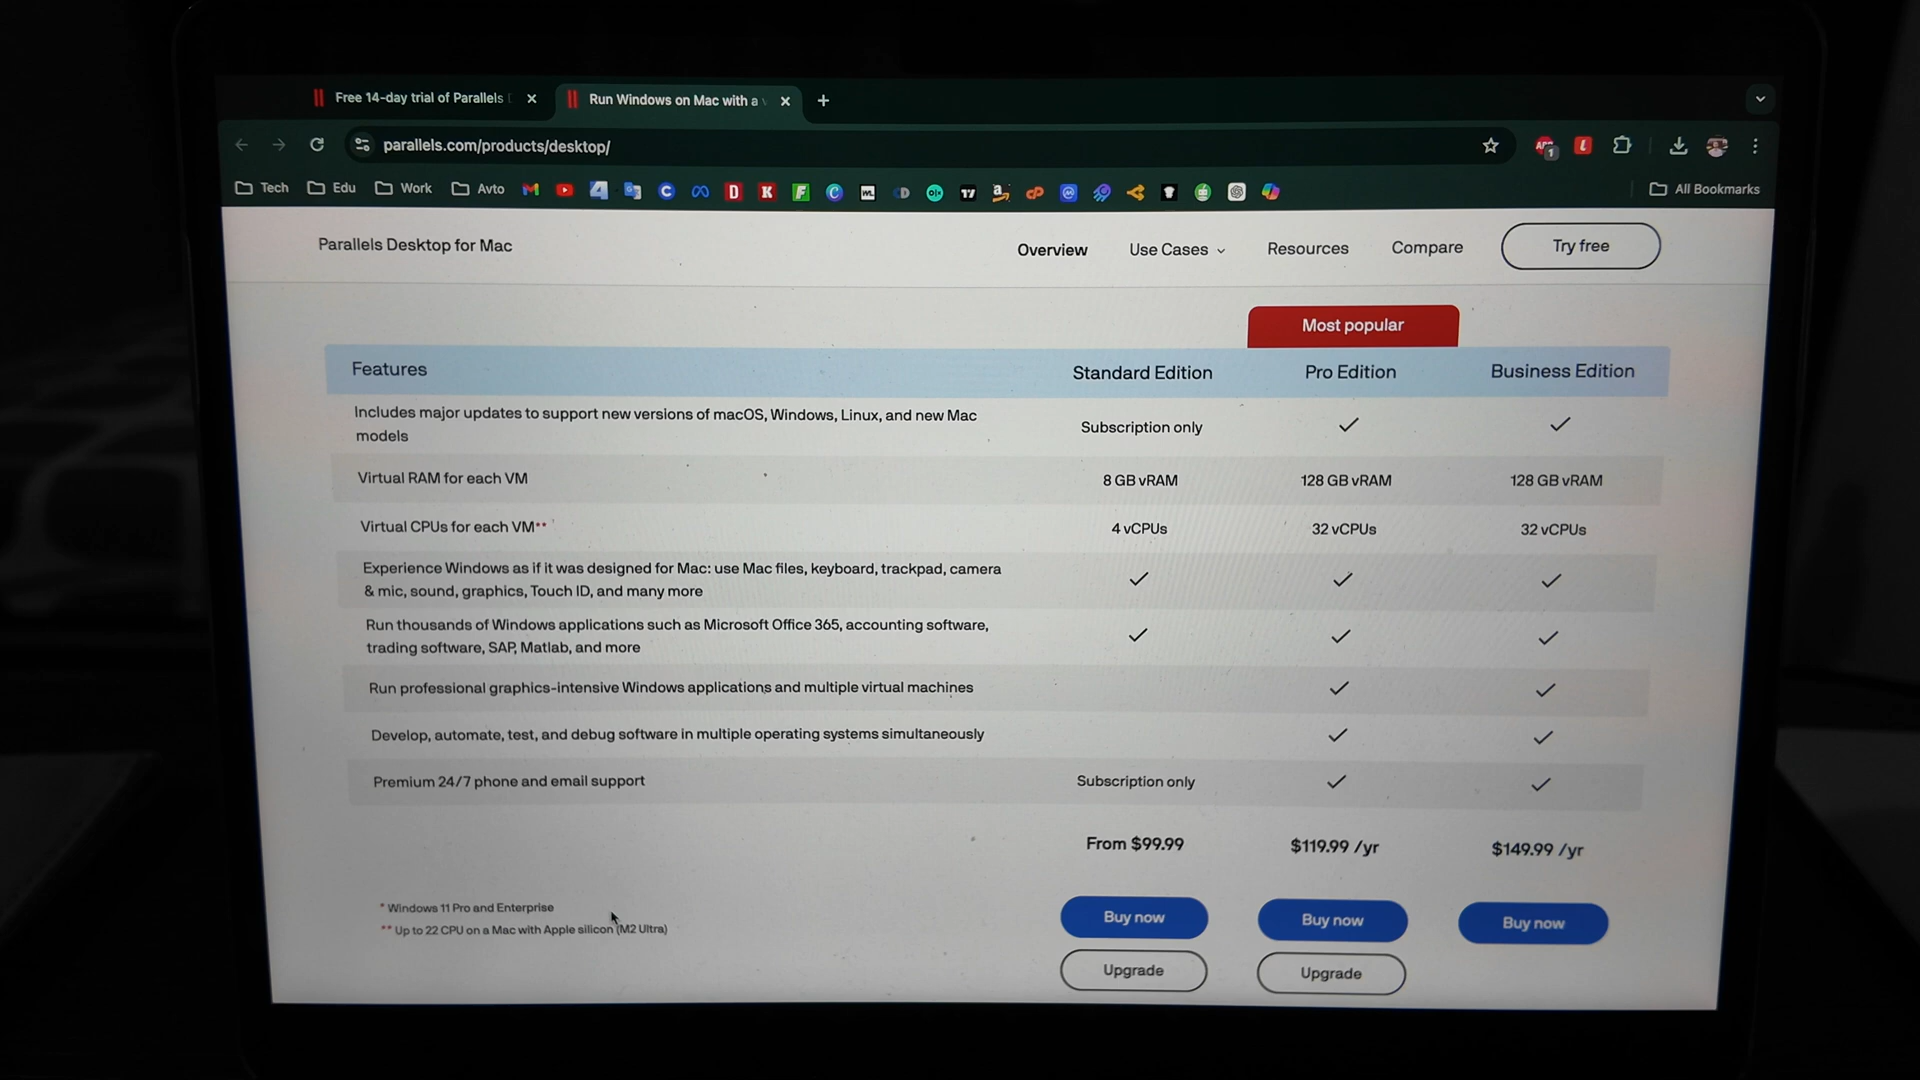 Free 14-day trial of Parallels
Run Windows on Mac with a
parallels.com/products/desktop/
Tech Edu Work Avto All Bookmarks
Parallels Desktop for Mac Overview Use Cases Resources Compare Try free
Most popular
Features Standard Edition Pro Edition Business Edition
Includes major updates to support new versions of macOS, Windows, Linux, and new Mac
models
Subscription only
Virtual RAM for each VM 8 GB vRAM 128 GB vRAM 128 GB vRAM
Virtual CPUs for each VM** 4 vCPUs 32 vCPUs 32 vCPUs
Experience Windows as if it was designed for Mac: use Mac files, keyboard, trackpad, camera
& mic, sound, graphics, Touch ID, and many more
Run thousands of Windows applications such as Microsoft Office 365, accounting software,
trading software, SAP, Matlab, and more
Run professional graphics-intensive Windows applications and multiple virtual machines
Develop, automate, test, and debug software in multiple operating systems simultaneously
Premium 24/7 phone and email support Subscription only
From $99.99 $119.99 /yr $149.99 /yr
* Windows 11 Pro and Enterprise
** Up to 22 CPU on a Mac with Apple silicon (M2 Ultra)
Buy now Buy now Buy now
Upgrade Upgrade